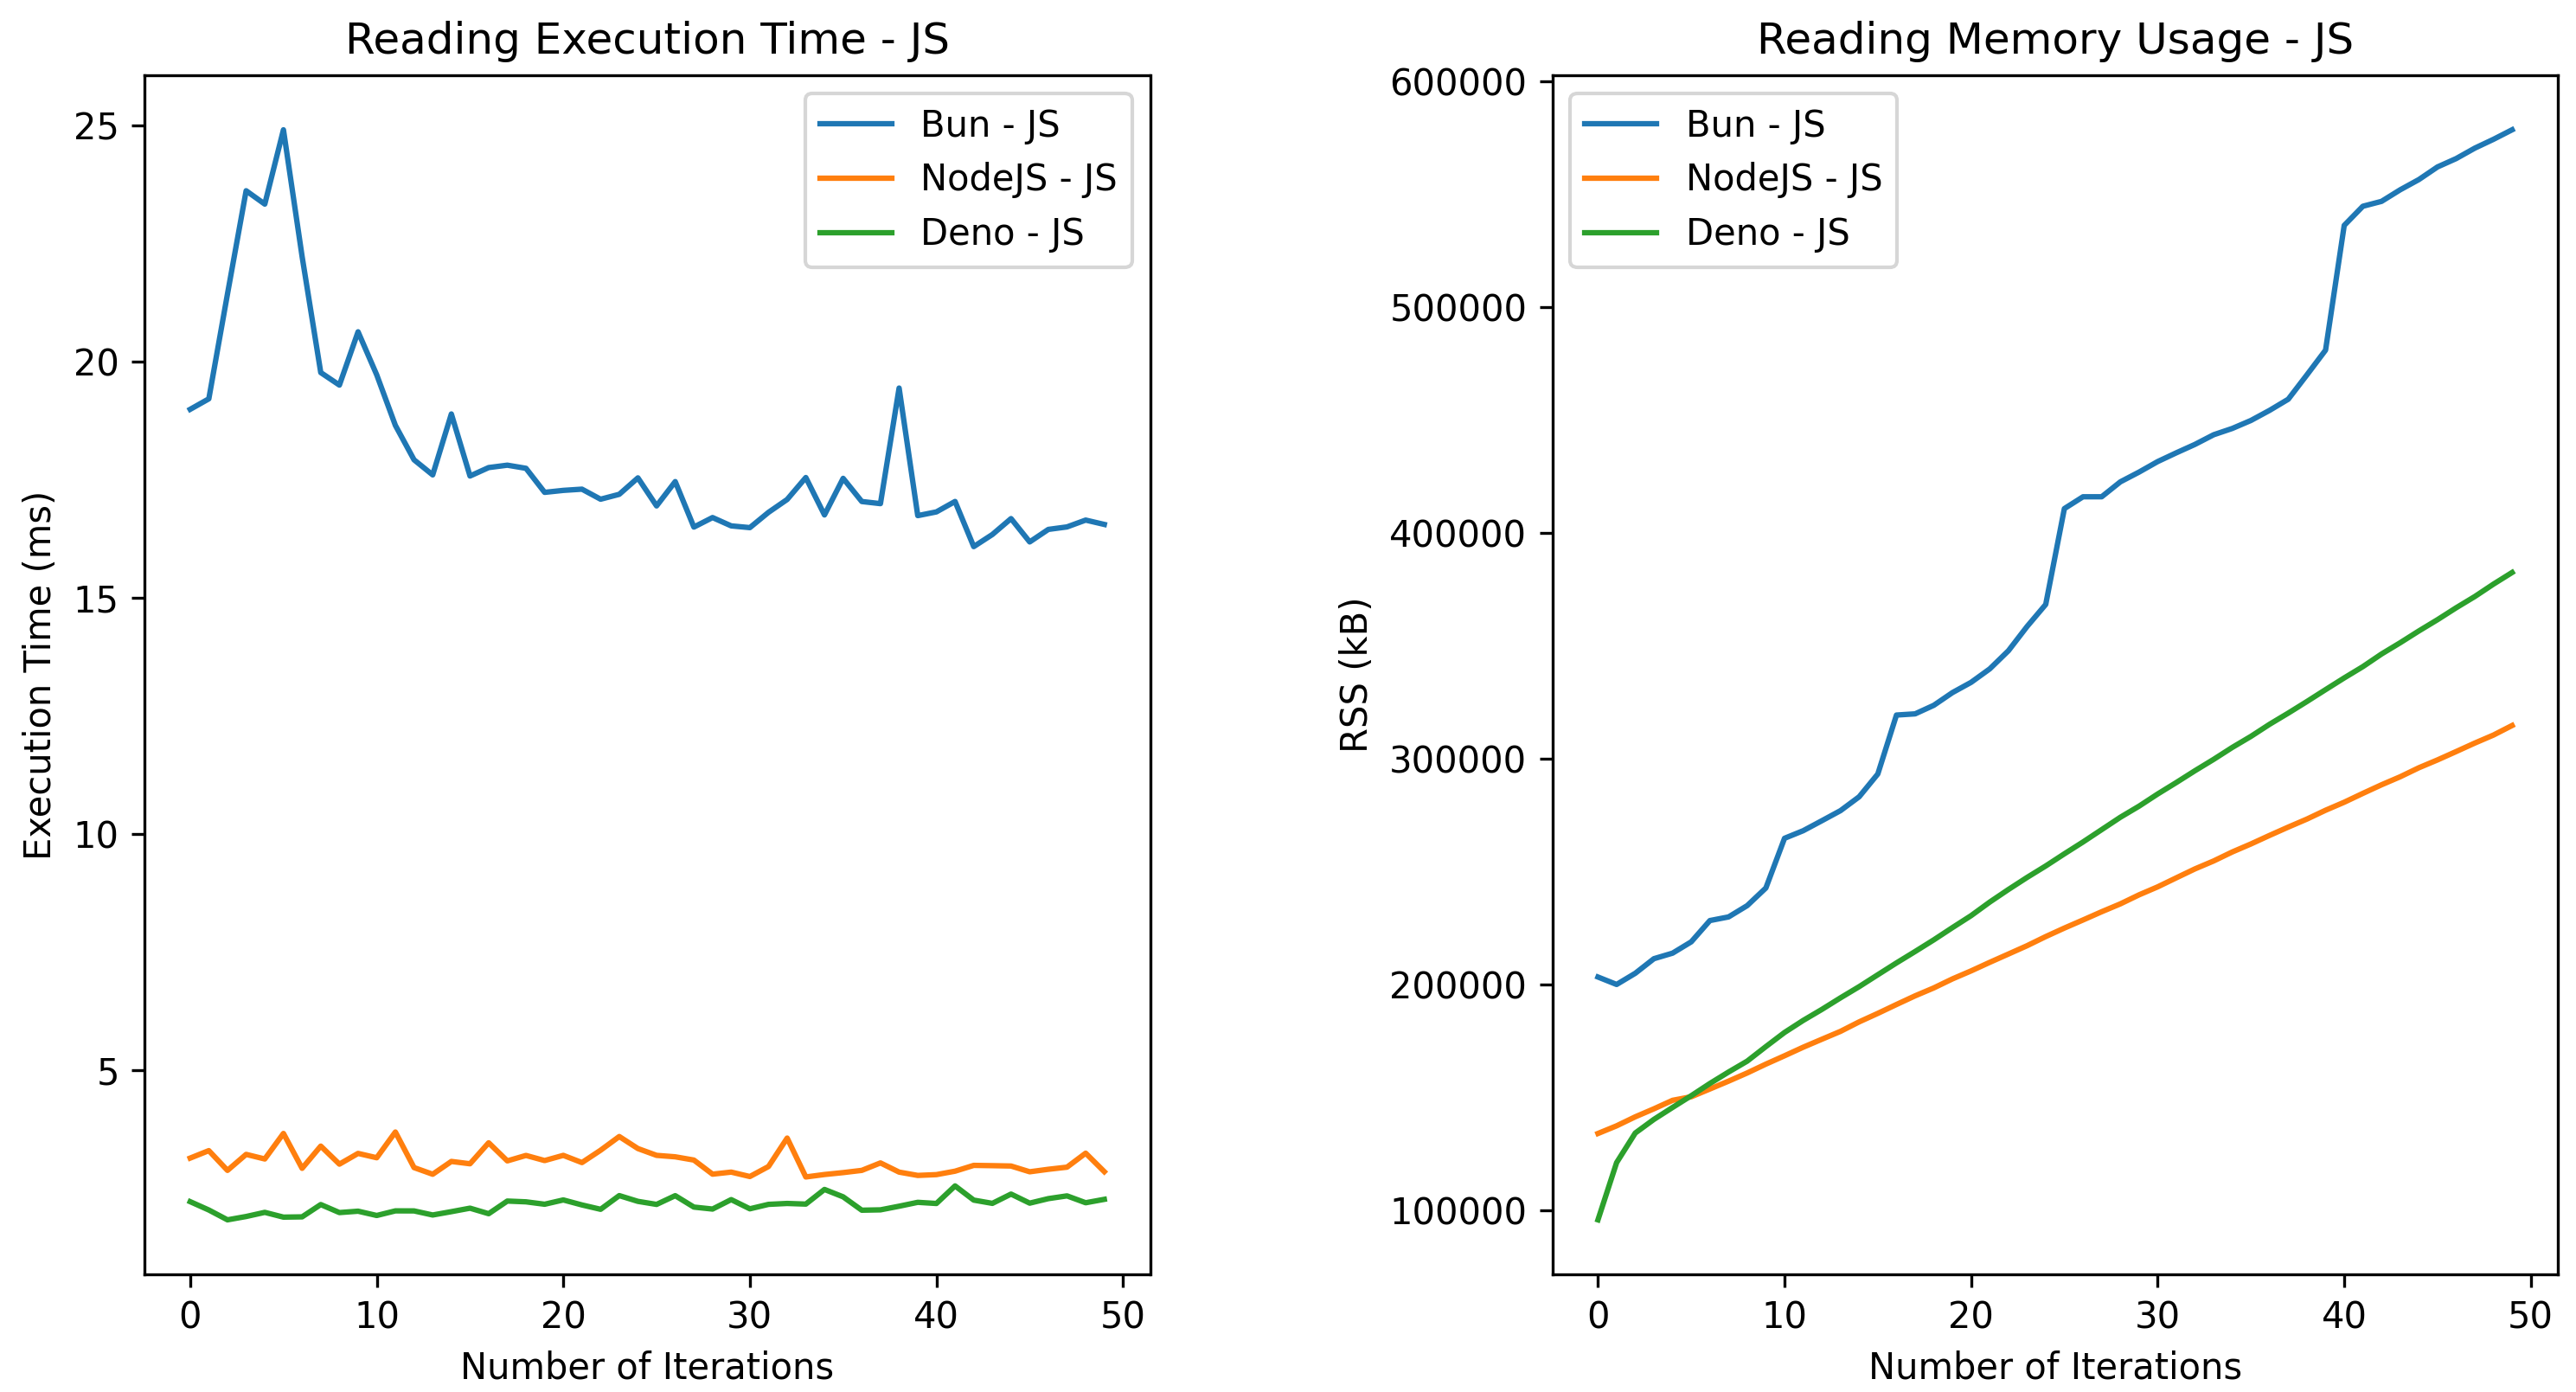 Reading Execution Time - JS
Execution Time (ms)
25
20
15
10
5
Bun - JS
NodeJS - JS
Deno - JS
0
10
20
30
40
50
Number of Iterations
Reading Memory Usage - JS
RSS (kB)
600000
500000
400000
300000
200000
100000
Bun - JS
NodeJS - JS
Deno - JS
0
10
20
30
40
50
Number of Iterations